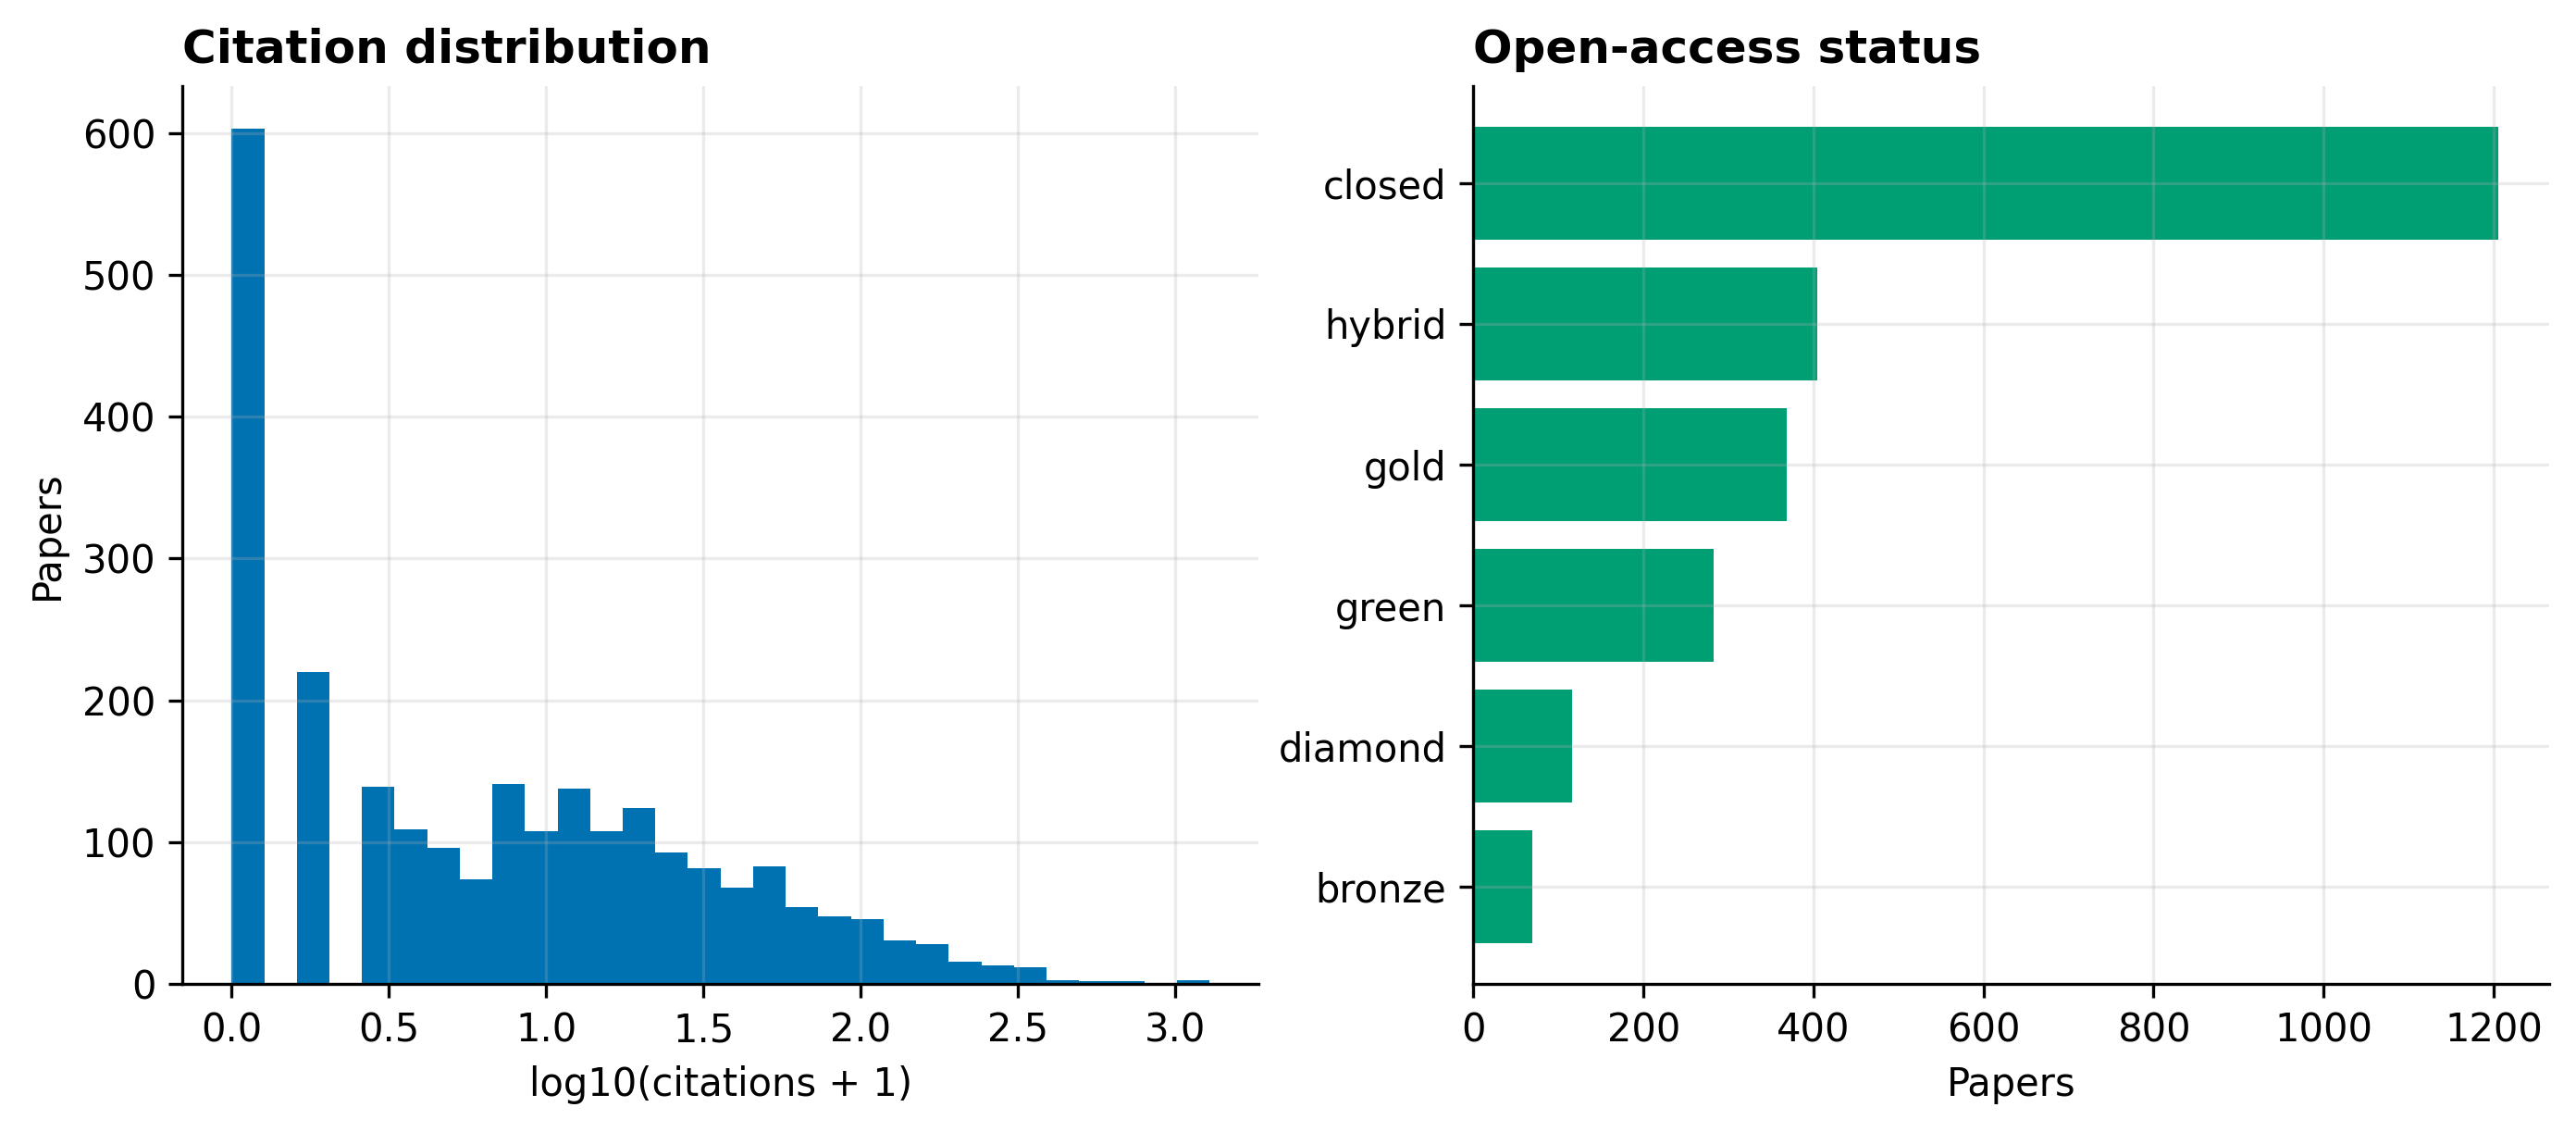 Citation distribution
Papers
600
500
400
300
200
100
0
0.0 0.5 1.0 1.5 2.0 2.5 3.0
log10(citations + 1)
Open-access status
closed
hybrid
gold
green
diamond
bronze
0 200 400 600 800 1000 1200
Papers